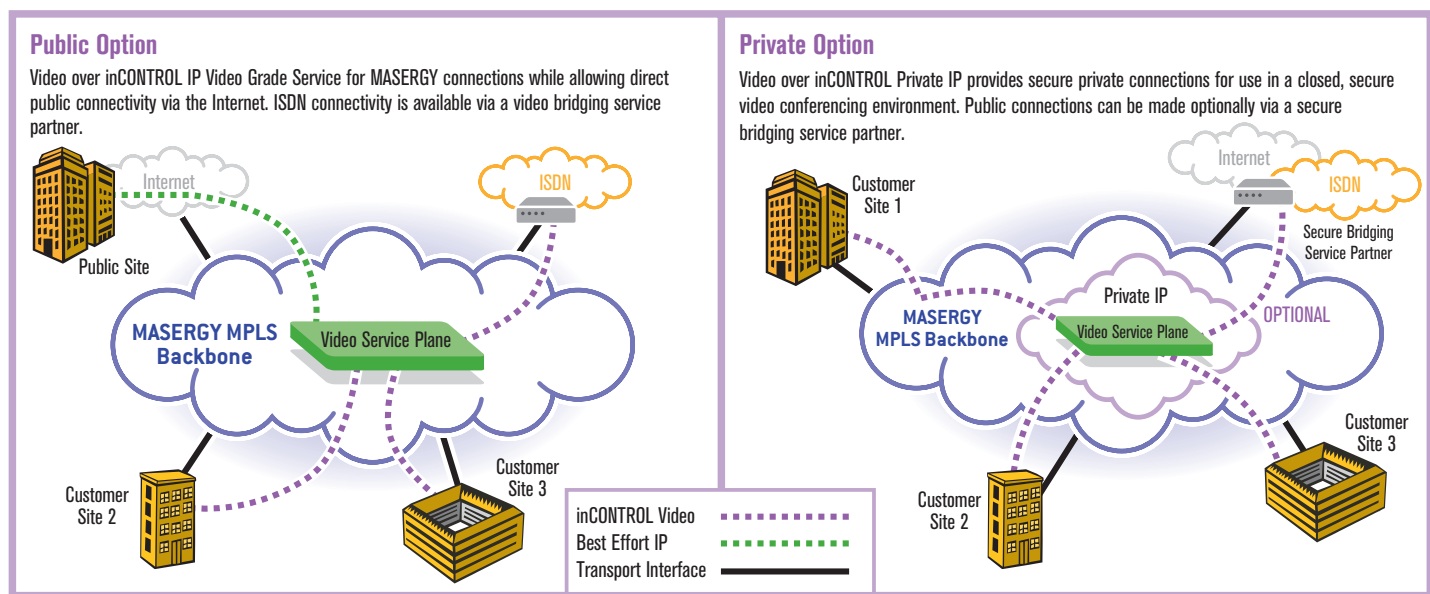 Public Option
Video over inCONTROL IP Video Grade Service for MASERGY connections while allowing direct
public connectivity via the Internet. ISDN connectivity is available via a video bridging service
partner.
Internet
ISDN
Public Site
MASERGY MPLS
Backbone
Video Service Plane
Customer
Site 2
Customer
Site 3
Private Option
Video over inCONTROL Private IP provides secure private connections for use in a closed, secure
video conferencing environment. Public connections can be made optionally via a secure
bridging service partner.
Internet
ISDN
Customer
Site 1
Secure Bridging
Service Partner
Private IP
OPTIONAL
MASERGY
MPLS Backbone
Video Service Plane
Customer
Site 3
Customer
Site 2
inCONTROL Video
Best Effort IP
Transport Interface